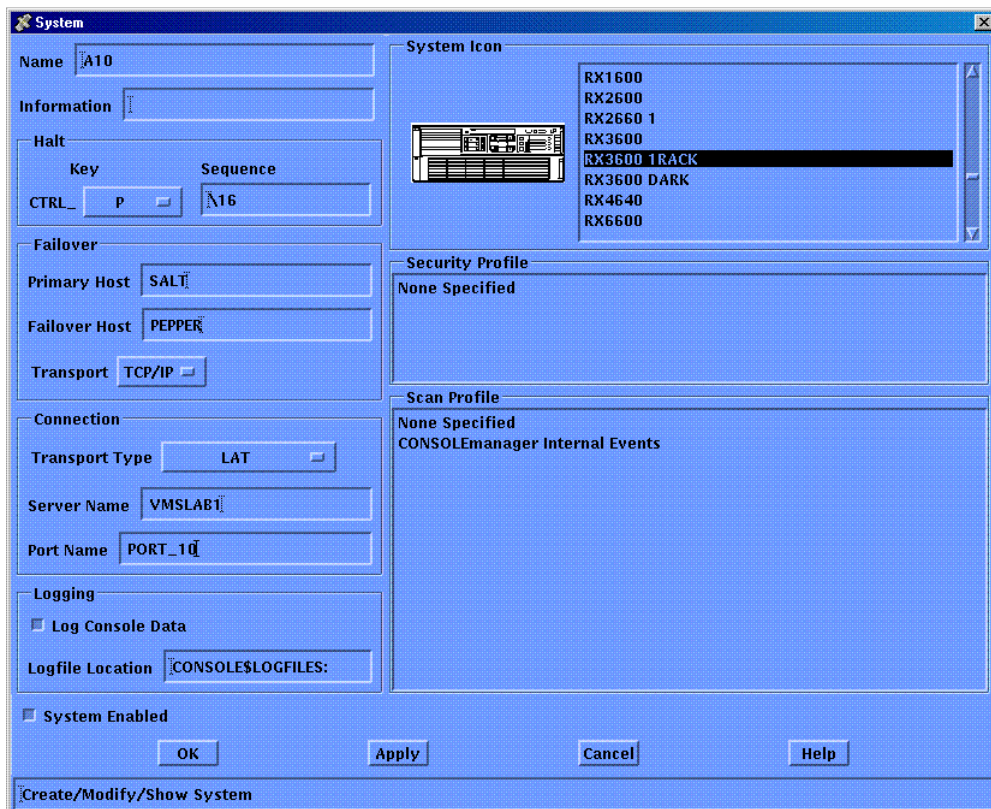 System
Name A10
Information
Halt
Key Sequence
CTRL_ P \16
Failover
Primary Host SALT
Failover Host PEPPER
Transport TCP/IP
Connection
Transport Type LAT
Server Name VMSLAB1
Port Name PORT_10
Logging
Log Console Data
Logfile Location CONSOLE$LOGFILES:
System Icon
RX1600
RX2600
RX2660 1
RX3600
RX3600 1RACK
RX3600 DARK
RX4640
RX6600
Security Profile
None Specified
Scan Profile
None Specified
CONSOLEmanager Internal Events
System Enabled
OK Apply Cancel Help
Create/Modify/Show System